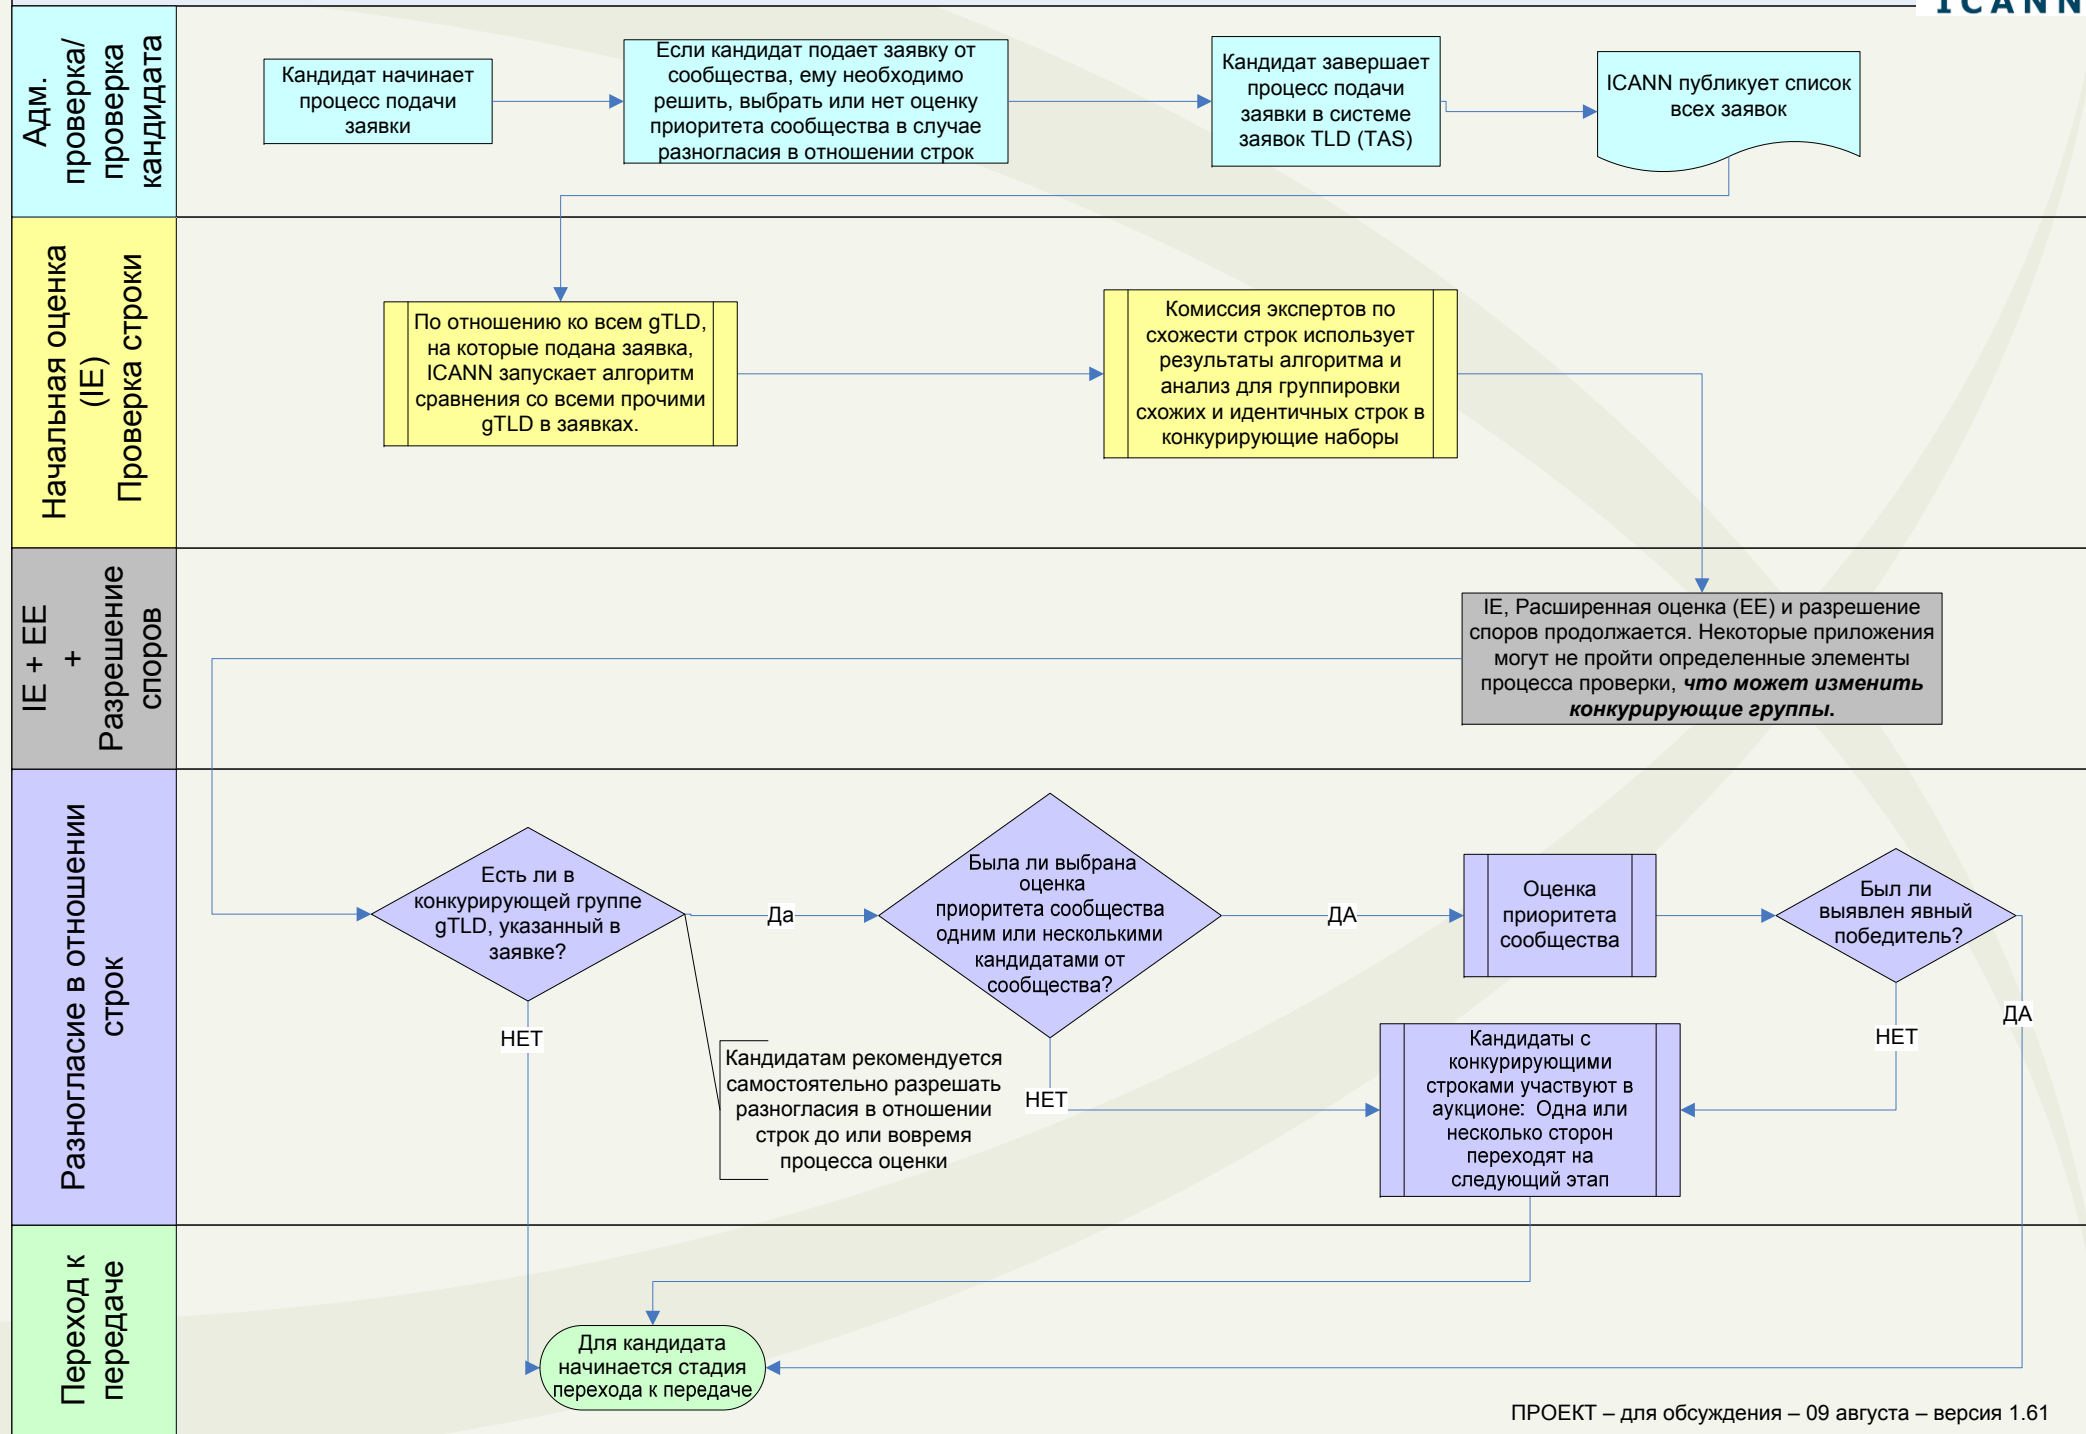 ICANN
Адм.
проверка/
проверка
кандидата
Кандидат начинает
процесс подачи
заявки
Если кандидат подает заявку от
сообщества, ему необходимо
решить, выбрать или нет оценку
приоритета сообщества в случае
разногласия в отношении строк
Кандидат завершает
процесс подачи
заявки в системе
заявок TLD (TAS)
ICANN публикует список
всех заявок
Начальная оценка
(IE)
Проверка строки
По отношению ко всем gTLD,
на которые подана заявка,
ICANN запускает алгоритм
сравнения со всеми прочими
gTLD в заявках.
Комиссия экспертов по
схожести строк использует
результаты алгоритма и
анализ для группировки
схожих и идентичных строк в
конкурирующие наборы
IE + EE
+
Разрешение
споров
IE, Расширенная оценка (EE) и разрешение
споров продолжается. Некоторые приложения
могут не пройти определенные элементы
процесса проверки, что может изменить
конкурирующие группы.
Разногласие в отношении
строк
Есть ли в
конкурирующей группе
gTLD, указанный в
заявке?
Да
НЕТ
Была ли выбрана
оценка
приоритета сообщества
одним или несколькими
кандидатами от
сообщества?
ДА
НЕТ
Оценка
приоритета
сообщества
Был ли
выявлен явный
победитель?
ДА
НЕТ
Кандидатам рекомендуется
самостоятельно разрешать
разногласия в отношении
строк до или вовремя
процесса оценки
Кандидаты с
конкурирующими
строками участвуют в
аукционе:  Одна или
несколько сторон
переходят на
следующий этап
Переход к
передаче
Для кандидата
начинается стадия
перехода к передаче
ПРОЕКТ – для обсуждения – 09 августа – версия 1.61